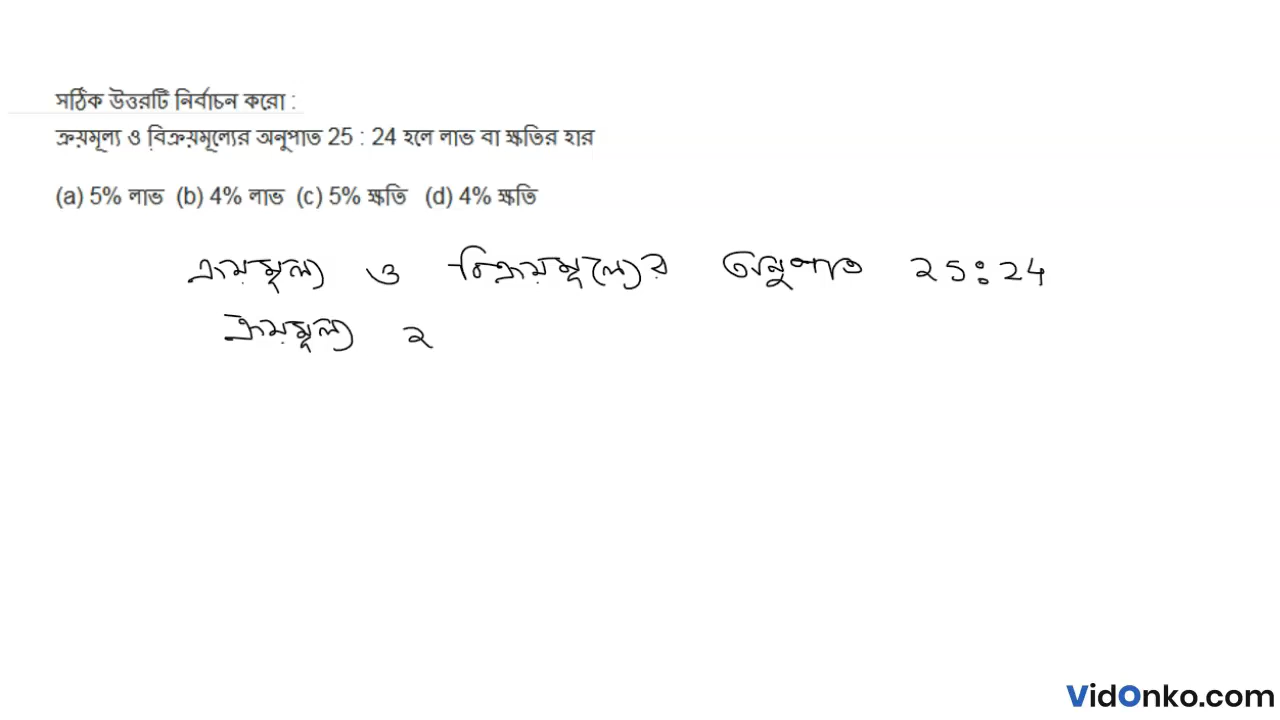 সঠিক উত্তরটি নির্বাচন করো :
ক্রয়মূল্য ও বিক্রয়মূল্যের অনুপাত 25 : 24 হলে লাভ বা ক্ষতির হার
(a) 5% লাভ (b) 4% লাভ (c) 5% ক্ষতি (d) 4% ক্ষতি
ক্রয়মূল্য ও বিক্রয়মূল্যের অনুপাত 25:24
ক্রয়মূল্য 2
VidOnko.com